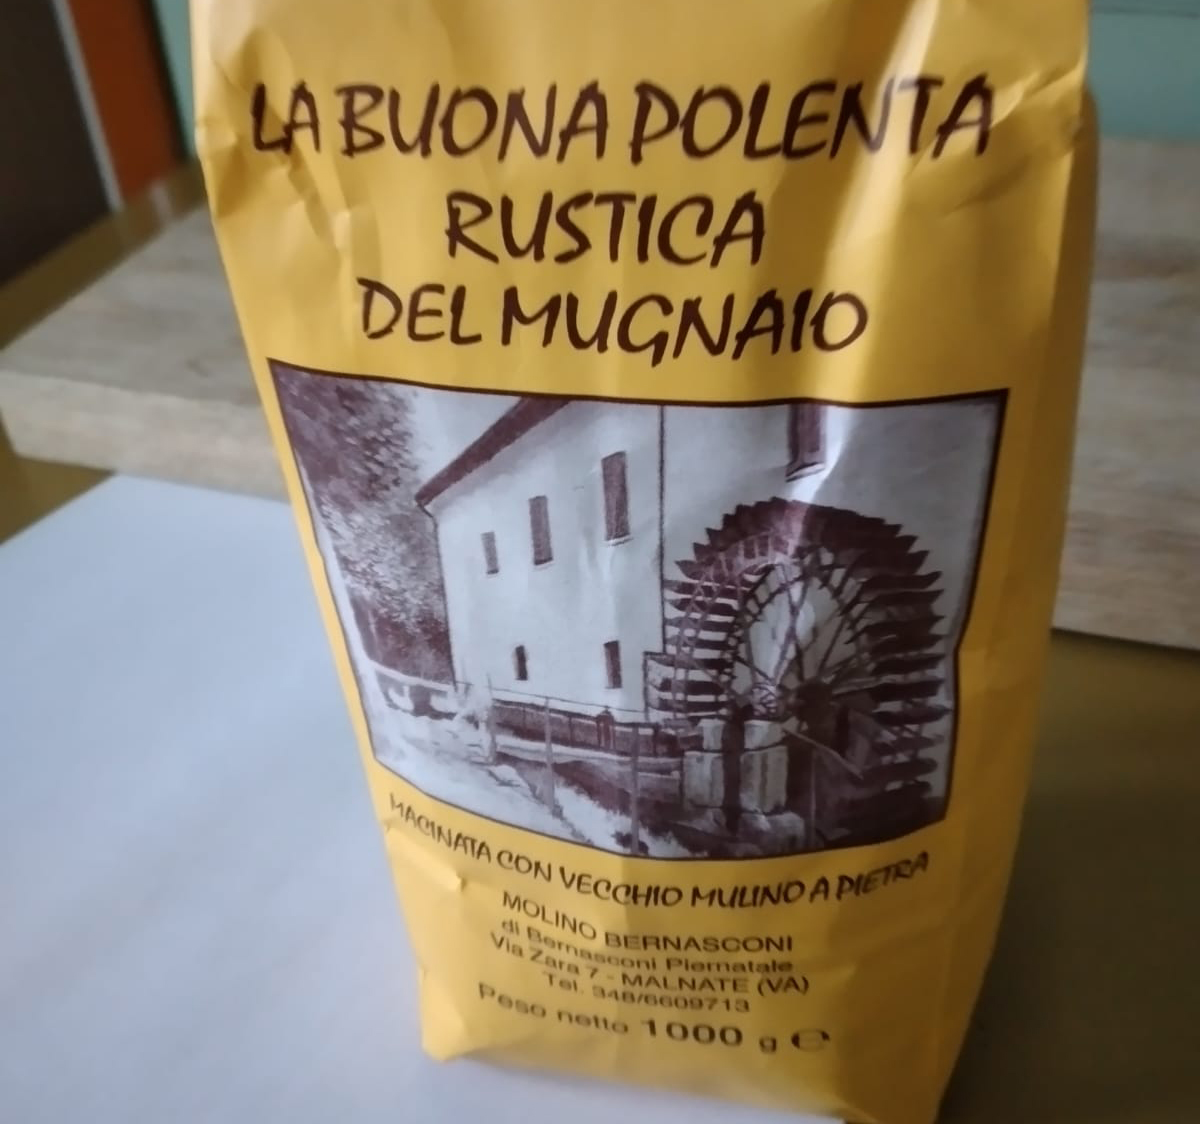 LA BUONA POLENTA
RUSTICA
DEL MUGNAIO
MACINATA CON VECCHIO MULINO A PIETRA
MOLINO BERNASCONI
di Bernasconi Piernatale
Via Zara 7 - MALNATE (VA)
Tel. 348/6609713
Peso netto 1000 g ℮